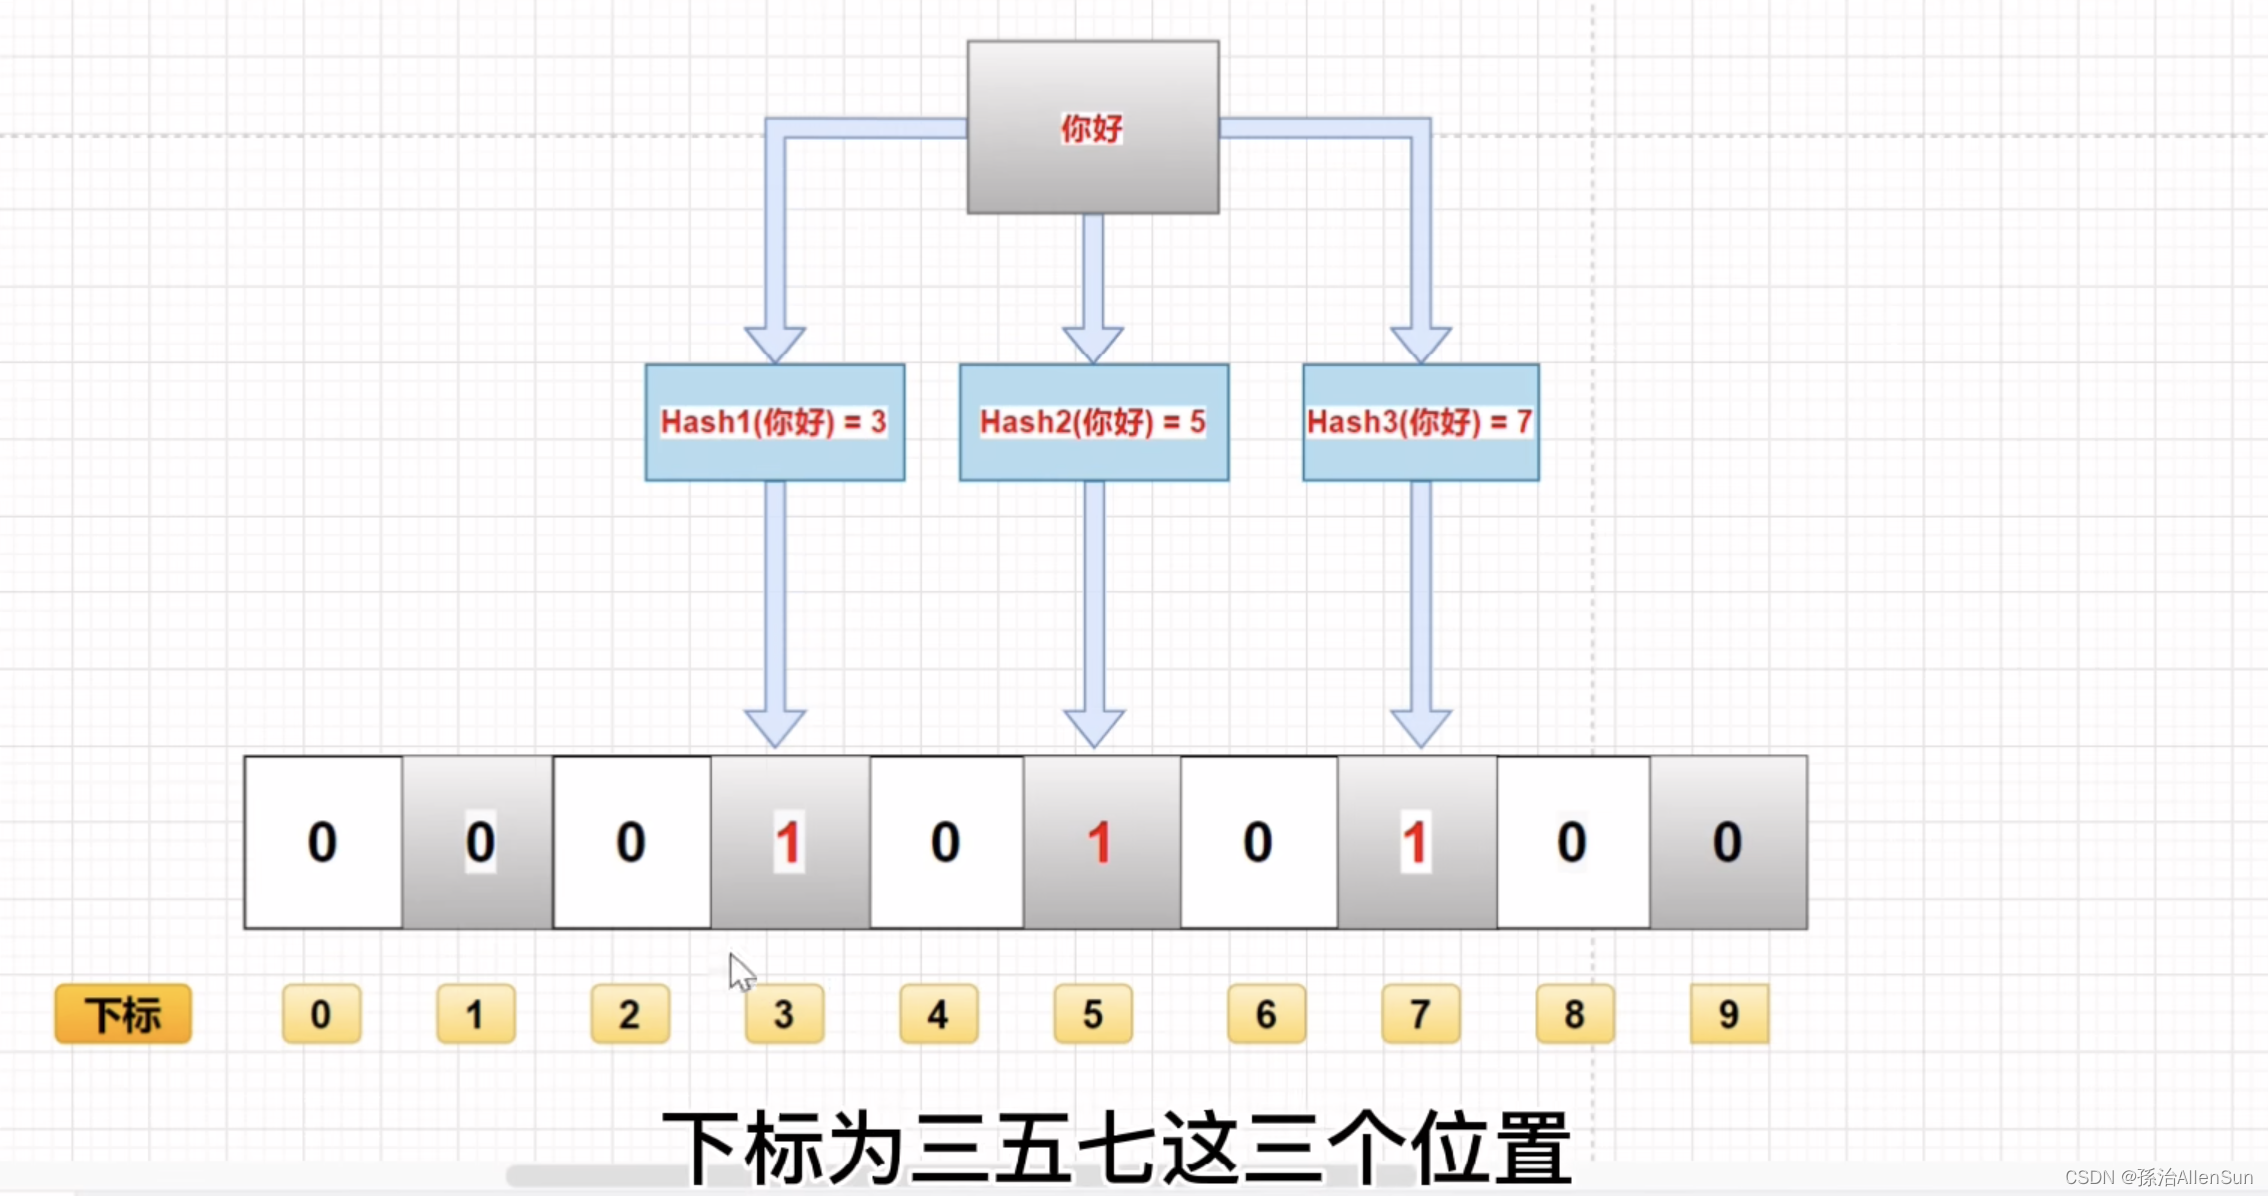 你好
Hash1(你好) = 3 Hash2(你好) = 5 Hash3(你好) = 7
0 0 0 1 0 1 0 1 0 0
下标 0 1 2 3 4 5 6 7 8 9
下标为三五七这三个位置
CSDN @孫治AllenSun